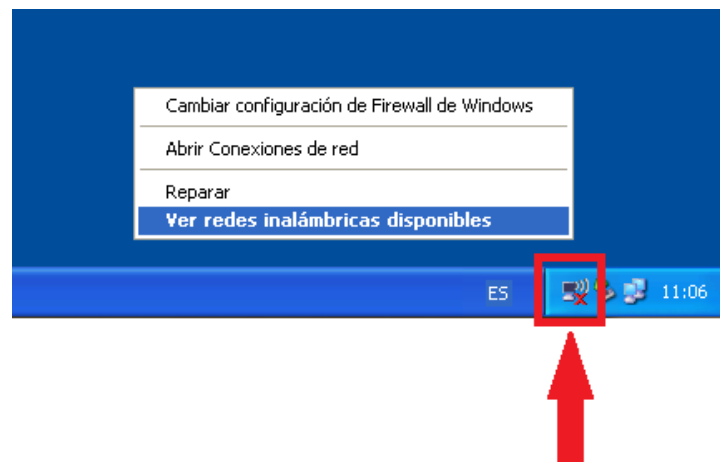 Cambiar configuración de Firewall de Windows
Abrir Conexiones de red
Reparar
Ver redes inalámbricas disponibles
ES 11:06